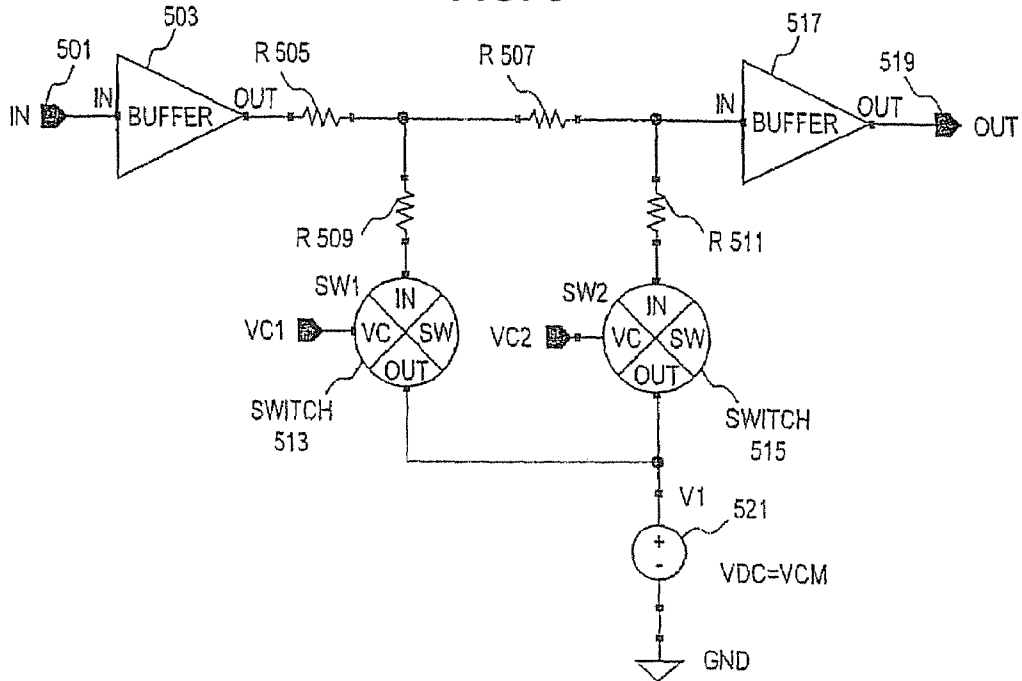 503
517
501
R 505
R 507
519
IN
IN
BUFFER
OUT
IN
BUFFER
OUT
OUT
R 509
R 511
SW1
IN
SW2
IN
VC1
VC
SW
VC2
VC
SW
OUT
OUT
SWITCH
513
SWITCH
515
V1
521
+
-
VDC=VCM
GND